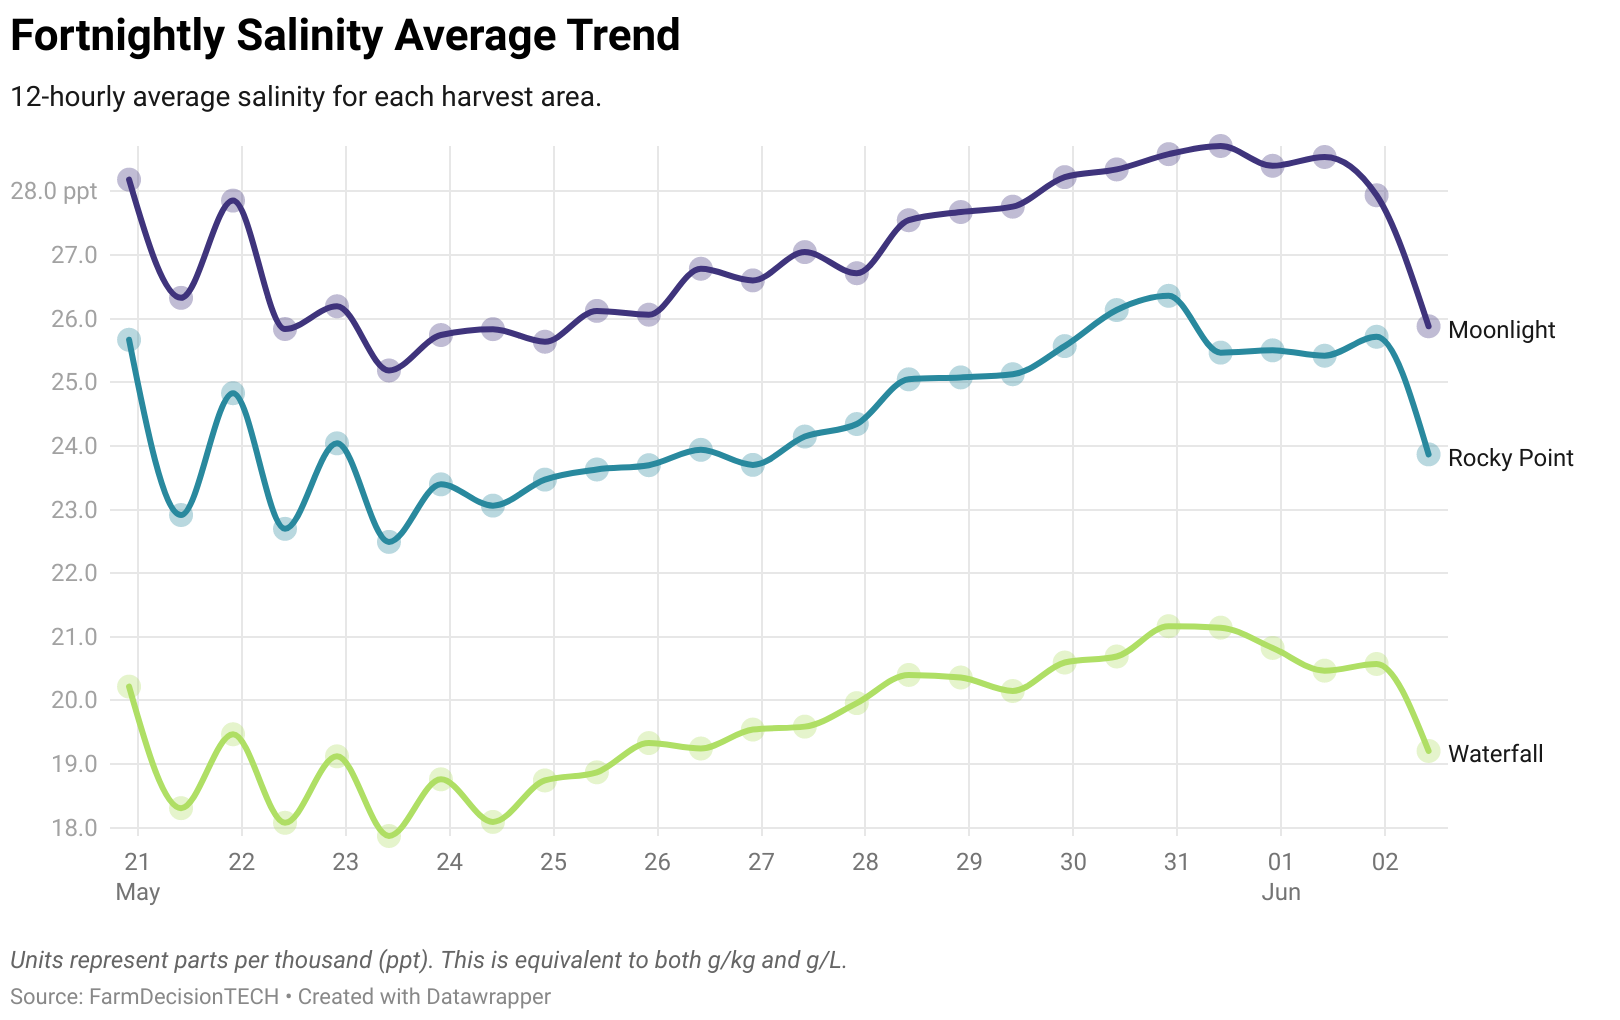 Fortnightly Salinity Average Trend
12-hourly average salinity for each harvest area.
28.0 ppt
27.0
26.0
25.0
24.0
23.0
22.0
21.0
20.0
19.0
18.0
Moonlight
Rocky Point
Waterfall
21 22 23 24 25 26 27 28 29 30 31 01 02
May Jun
Units represent parts per thousand (ppt). This is equivalent to both g/kg and g/L.
Source: FarmDecisionTECH • Created with Datawrapper